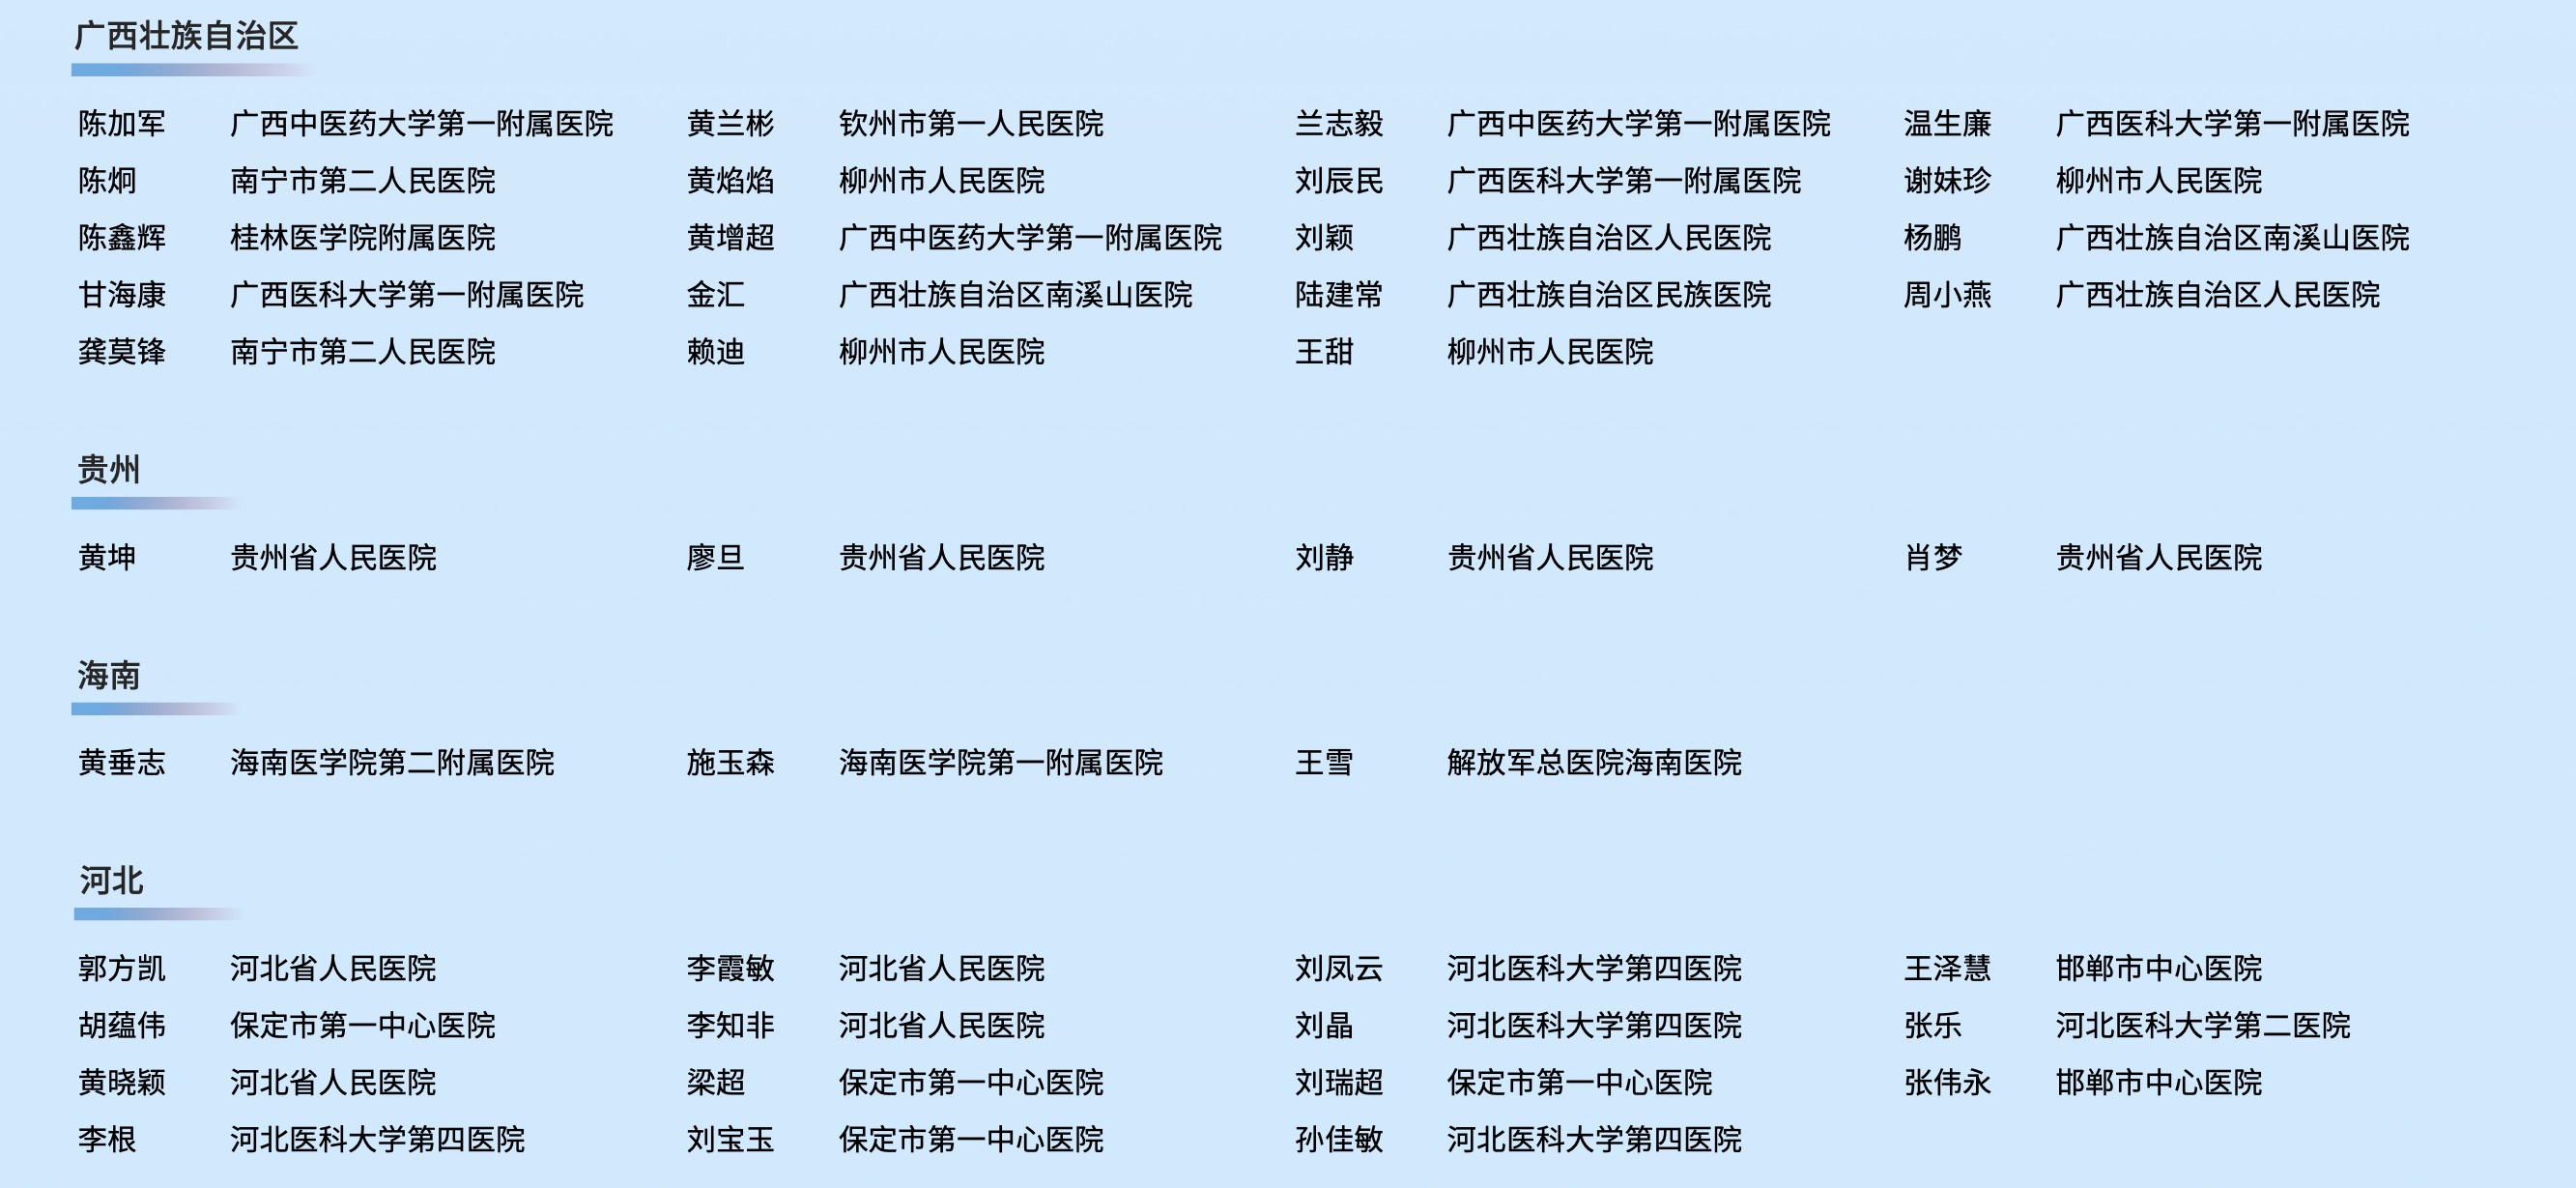 广西壮族自治区
陈加军 广西中医药大学第一附属医院 黄兰彬 钦州市第一人民医院 兰志毅 广西中医药大学第一附属医院 温生廉 广西医科大学第一附属医院
陈炯 南宁市第二人民医院 黄焰焰 柳州市人民医院 刘辰民 广西医科大学第一附属医院 谢妹珍 柳州市人民医院
陈鑫辉 桂林医学院附属医院 黄增超 广西中医药大学第一附属医院 刘颖 广西壮族自治区人民医院 杨鹏 广西壮族自治区南溪山医院
甘海康 广西医科大学第一附属医院 金汇 广西壮族自治区南溪山医院 陆建常 广西壮族自治区民族医院 周小燕 广西壮族自治区人民医院
龚莫锋 南宁市第二人民医院 赖迪 柳州市人民医院 王甜 柳州市人民医院
贵州
黄坤 贵州省人民医院 廖旦 贵州省人民医院 刘静 贵州省人民医院 肖梦 贵州省人民医院
海南
黄垂志 海南医学院第二附属医院 施玉森 海南医学院第一附属医院 王雪 解放军总医院海南医院
河北
郭方凯 河北省人民医院 李霞敏 河北省人民医院 刘凤云 河北医科大学第四医院 王泽慧 邯郸市中心医院
胡蕴伟 保定市第一中心医院 李知非 河北省人民医院 刘晶 河北医科大学第四医院 张乐 河北医科大学第二医院
黄晓颖 河北省人民医院 梁超 保定市第一中心医院 刘瑞超 保定市第一中心医院 张伟永 邯郸市中心医院
李根 河北医科大学第四医院 刘宝玉 保定市第一中心医院 孙佳敏 河北医科大学第四医院